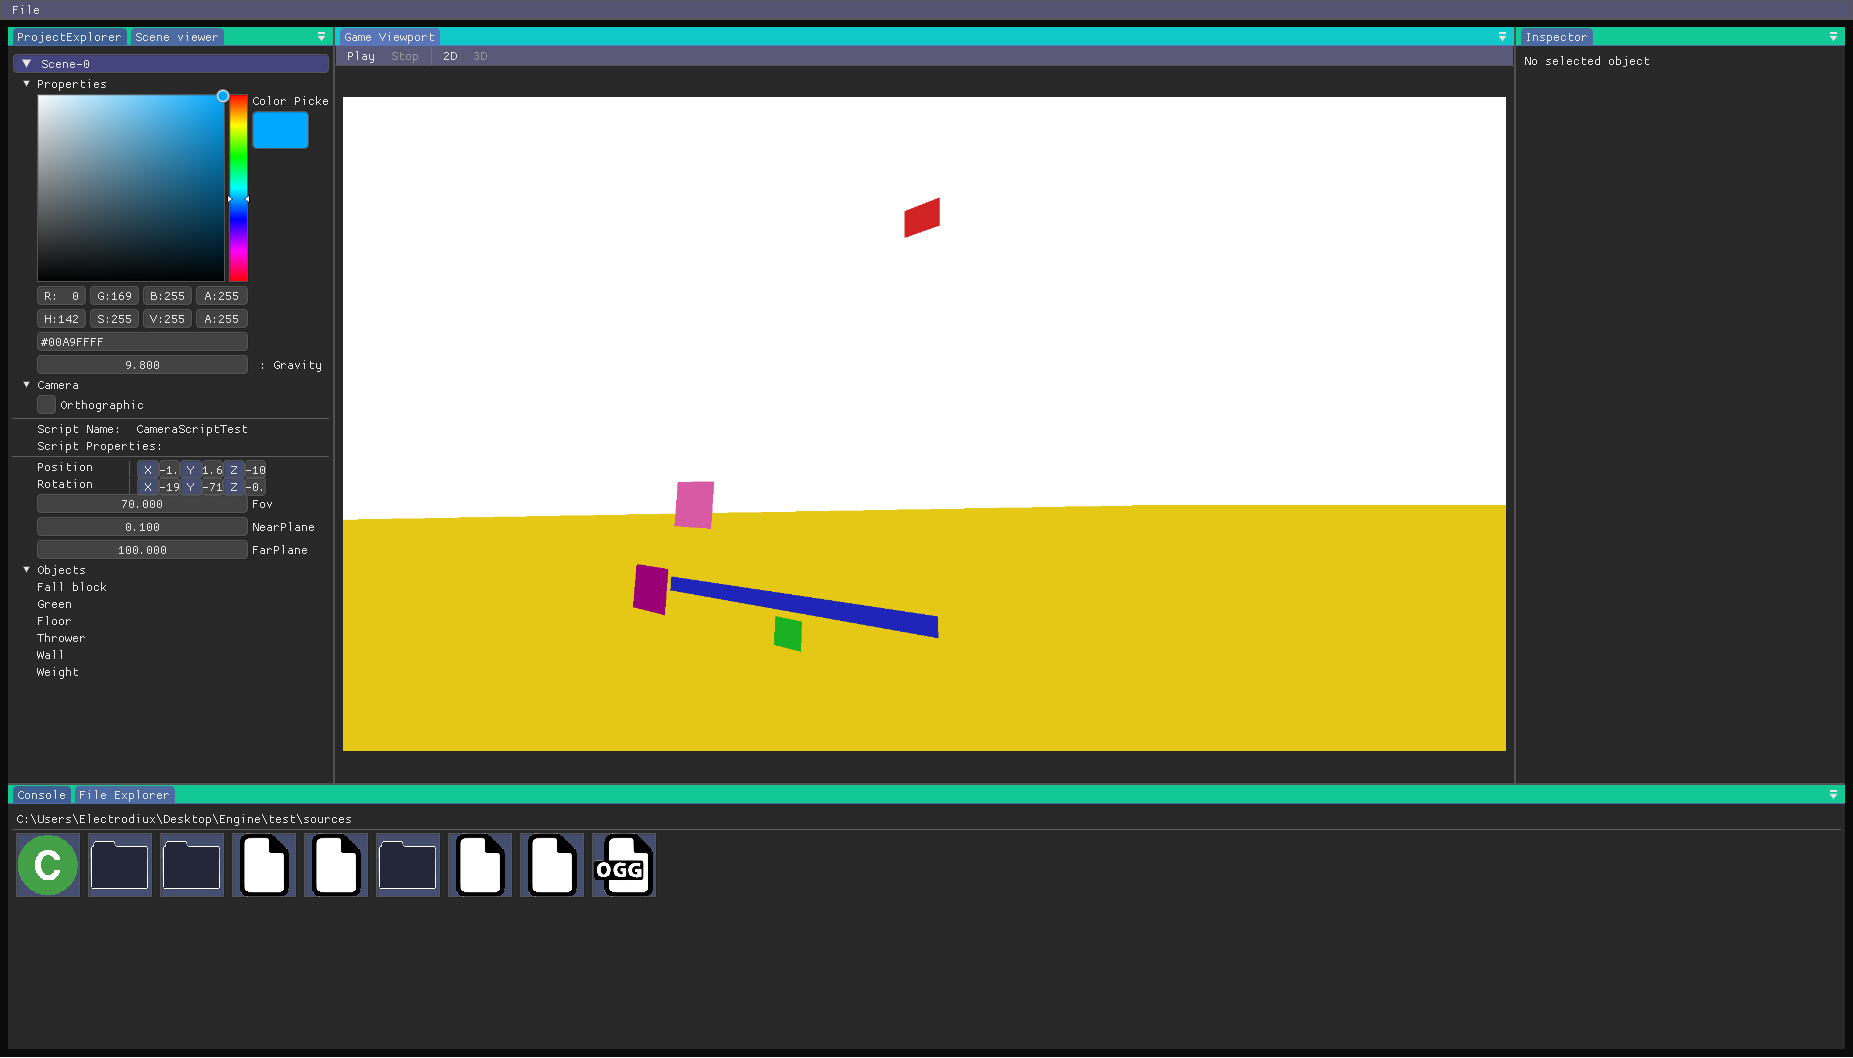 File
ProjectExplorer Scene viewer
Scene-0
Properties
Color Picke
R: 0 G:169 B:255 A:255
H:142 S:255 V:255 A:255
#00A9FFFF
9.800 : Gravity
Camera
Orthographic
Script Name: CameraScriptTest
Script Properties:
Position X -1. Y 1.6 Z -10
Rotation X -19 Y -71 Z -0.
70.000 Fov
0.100 NearPlane
100.000 FarPlane
Objects
Fall block
Green
Floor
Thrower
Wall
Weight
Game Viewport
Play Stop 2D 3D
Inspector
No selected object
Console File Explorer
C:\Users\Electrodiux\Desktop\Engine\test\sources
C
OGG